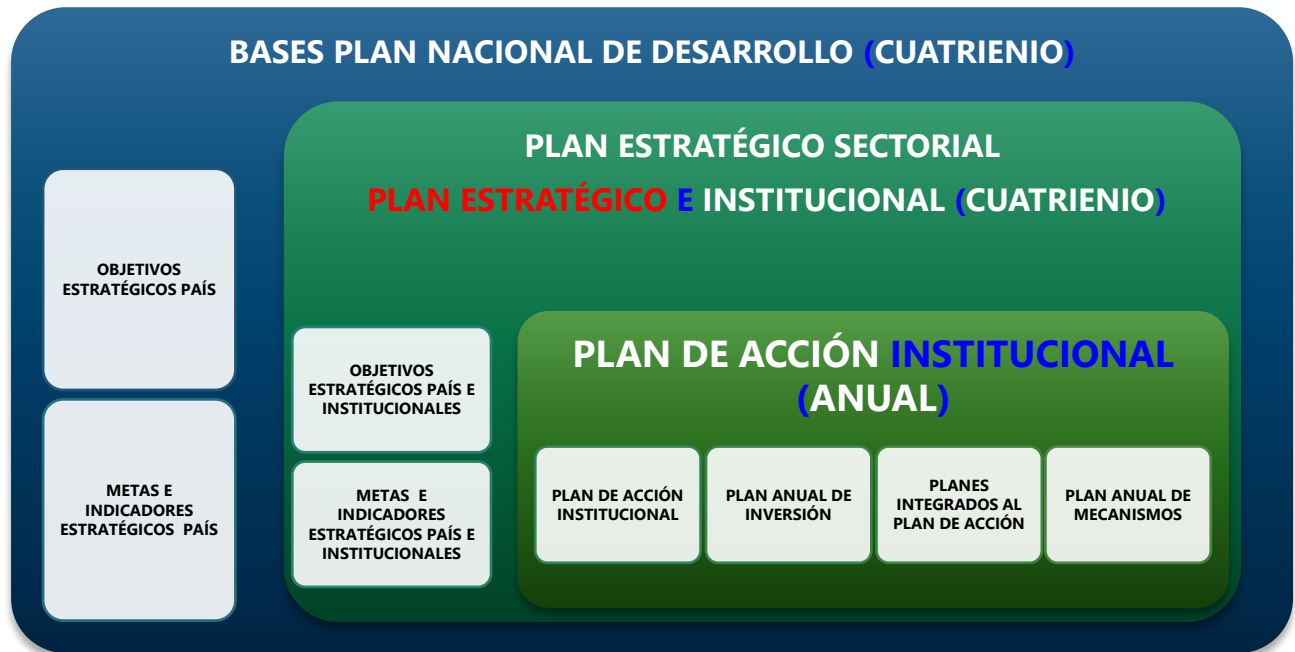 BASES PLAN NACIONAL DE DESARROLLO (CUATRIENIO)
PLAN ESTRATÉGICO SECTORIAL
PLAN ESTRATÉGICO E INSTITUCIONAL (CUATRIENIO)
OBJETIVOS
ESTRATÉGICOS PAÍS
METAS E
INDICADORES
ESTRATÉGICOS PAÍS
OBJETIVOS
ESTRATÉGICOS PAÍS E
INSTITUCIONALES
METAS E
INDICADORES
ESTRATÉGICOS PAÍS E
INSTITUCIONALES
PLAN DE ACCIÓN INSTITUCIONAL
(ANUAL)
PLAN DE ACCIÓN
INSTITUCIONAL
PLAN ANUAL DE
INVERSIÓN
PLANES
INTEGRADOS AL
PLAN DE ACCIÓN
PLAN ANUAL DE
MECANISMOS